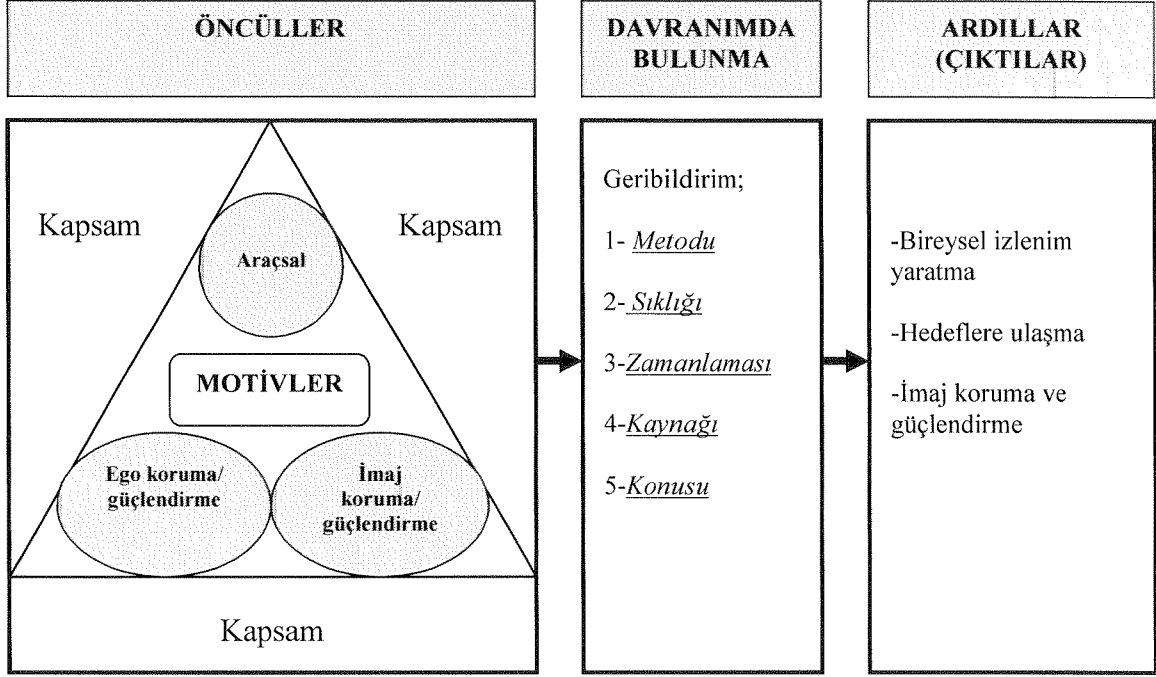 ÖNCÜLLER
DAVRANIMDA
BULUNMA
ARDILLAR
(ÇIKTILAR)
Kapsam
Kapsam
Araçsal
MOTİVLER
Ego koruma/
güçlendirme
İmaj
koruma/
güçlendirme
Kapsam
Geribildirim;
1- Metodu
2- Sıklığı
3-Zamanlaması
4-Kaynağı
5-Konusu
-Bireysel izlenim
yaratma
-Hedeflere ulaşma
-İmaj koruma ve
güçlendirme